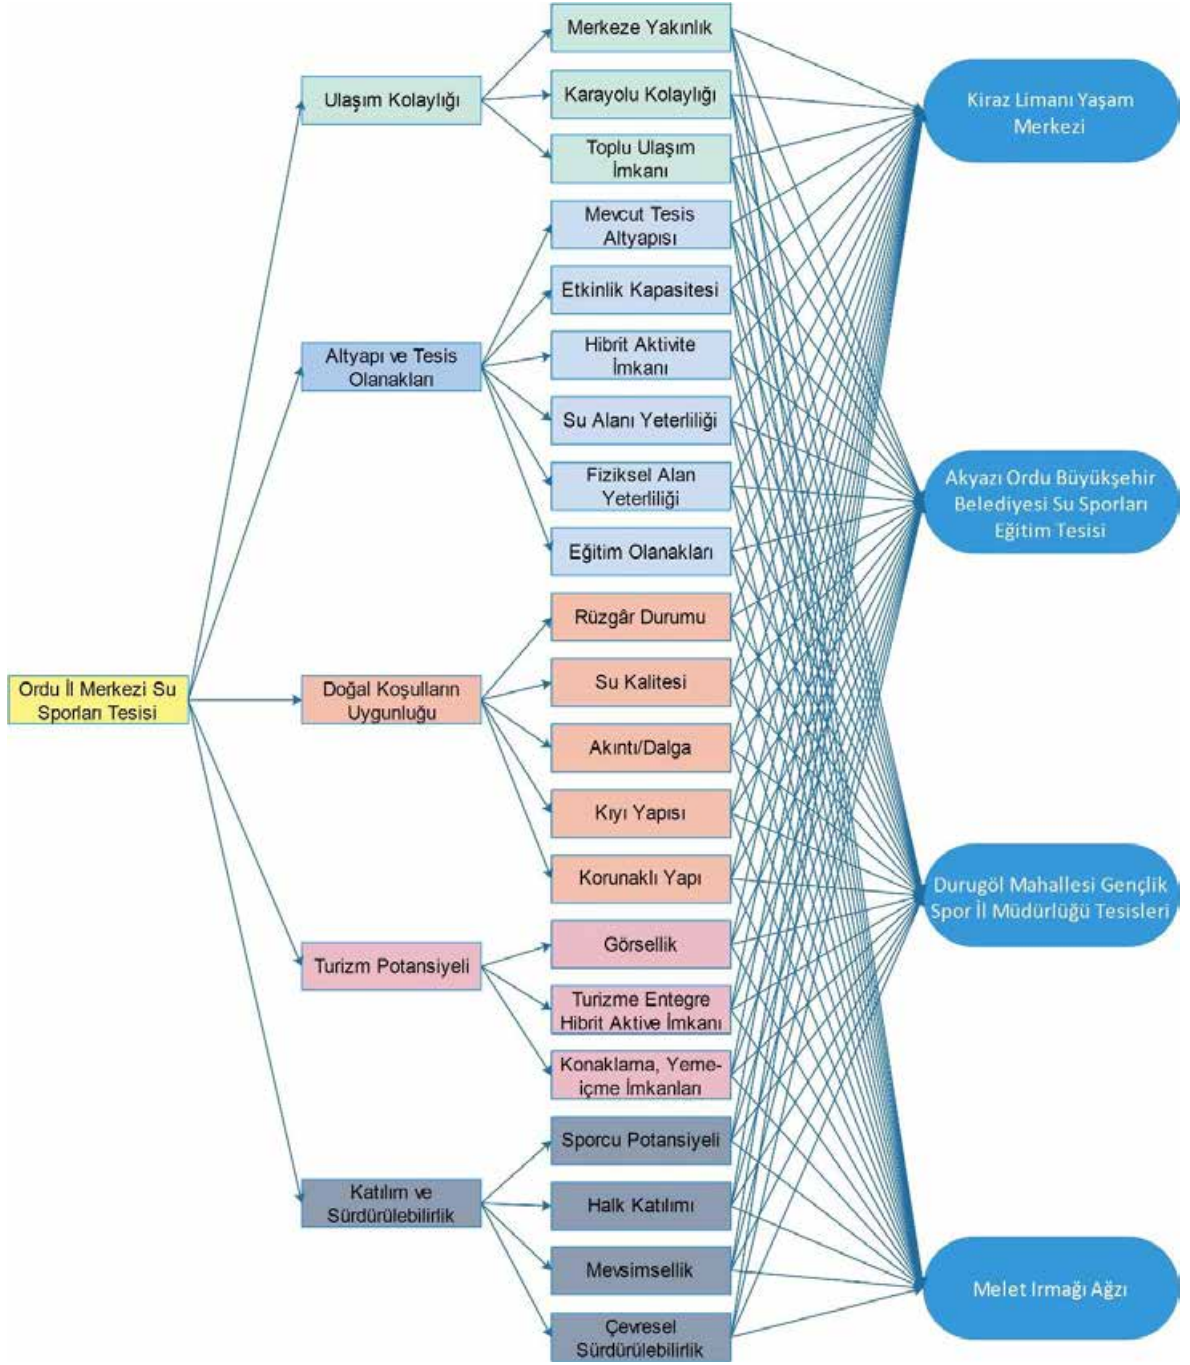 Ordu İl Merkezi Su
Sporları Tesisi
Ulaşım Kolaylığı
Altyapı ve Tesis
Olanakları
Doğal Koşulların
Uygunluğu
Turizm Potansiyeli
Katılım ve
Sürdürülebilirlik
Merkeze Yakınlık
Karayolu Kolaylığı
Toplu Ulaşım
İmkanı
Mevcut Tesis
Altyapısı
Etkinlik Kapasitesi
Hibrit Aktivite
İmkanı
Su Alanı Yeterliliği
Fiziksel Alan
Yeterliliği
Eğitim Olanakları
Rüzgâr Durumu
Su Kalitesi
Akıntı/Dalga
Kıyı Yapısı
Korunaklı Yapı
Görsellik
Turizme Entegre
Hibrit Aktive İmkanı
Konaklama, Yeme-
içme İmkanları
Sporcu Potansiyeli
Halk Katılımı
Mevsimsellik
Çevresel
Sürdürülebilirlik
Kiraz Limanı Yaşam
Merkezi
Akyazı Ordu Büyükşehir
Belediyesi Su Sporları
Eğitim Tesisi
Durugöl Mahallesi Gençlik
Spor İl Müdürlüğü Tesisleri
Melet Irmağı Ağzı